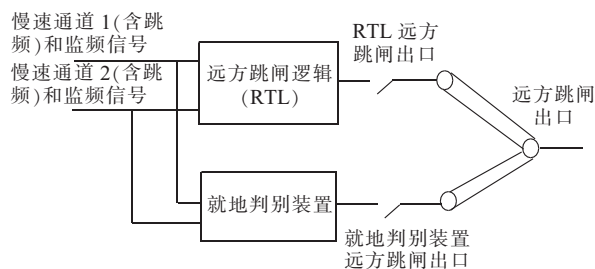 慢速通道 1(含跳
频)和监频信号
慢速通道 2(含跳
频)和监频信号
远方跳闸逻辑
(RTL)
RTL 远方
跳闸出口
远方跳闸
出口
就地判别装置
就地判别装置
远方跳闸出口